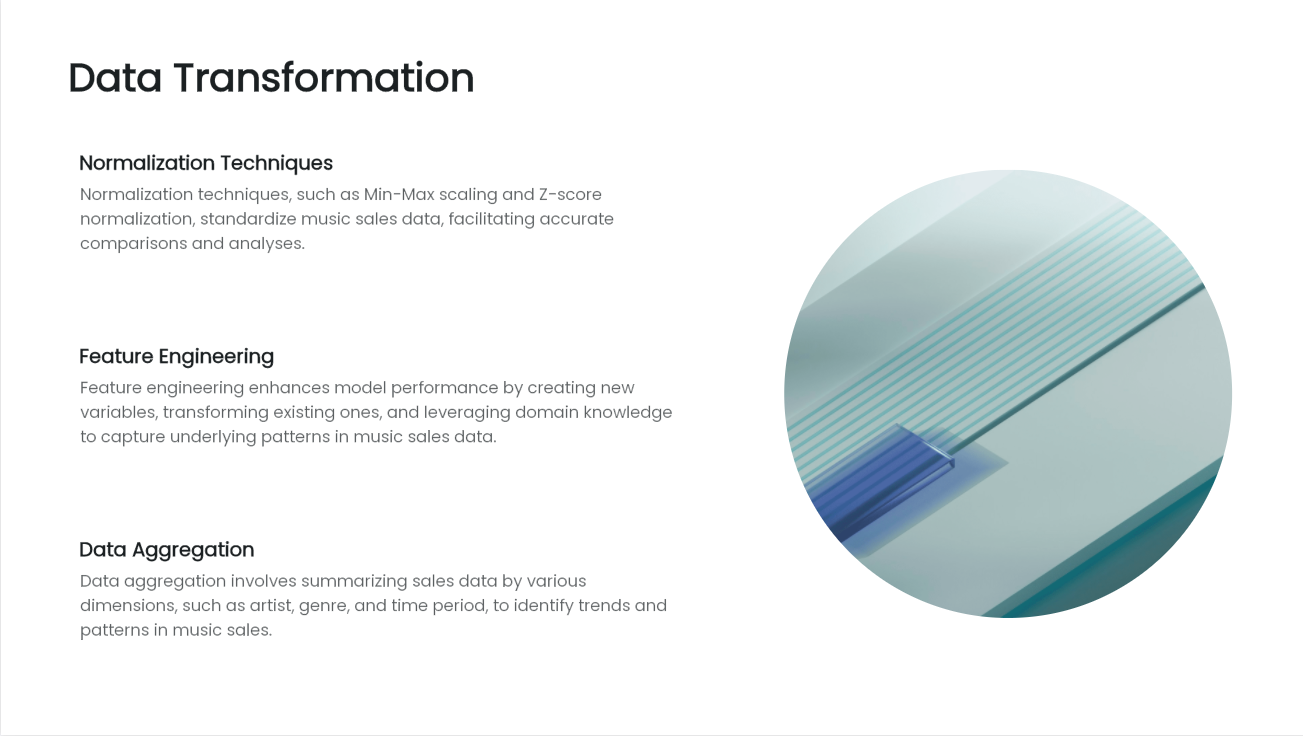 Data Transformation
Normalization Techniques
Normalization techniques, such as Min-Max scaling and Z-score
normalization, standardize music sales data, facilitating accurate
comparisons and analyses.
Feature Engineering
Feature engineering enhances model performance by creating new
variables, transforming existing ones, and leveraging domain knowledge
to capture underlying patterns in music sales data.
Data Aggregation
Data aggregation involves summarizing sales data by various
dimensions, such as artist, genre, and time period, to identify trends and
patterns in music sales.